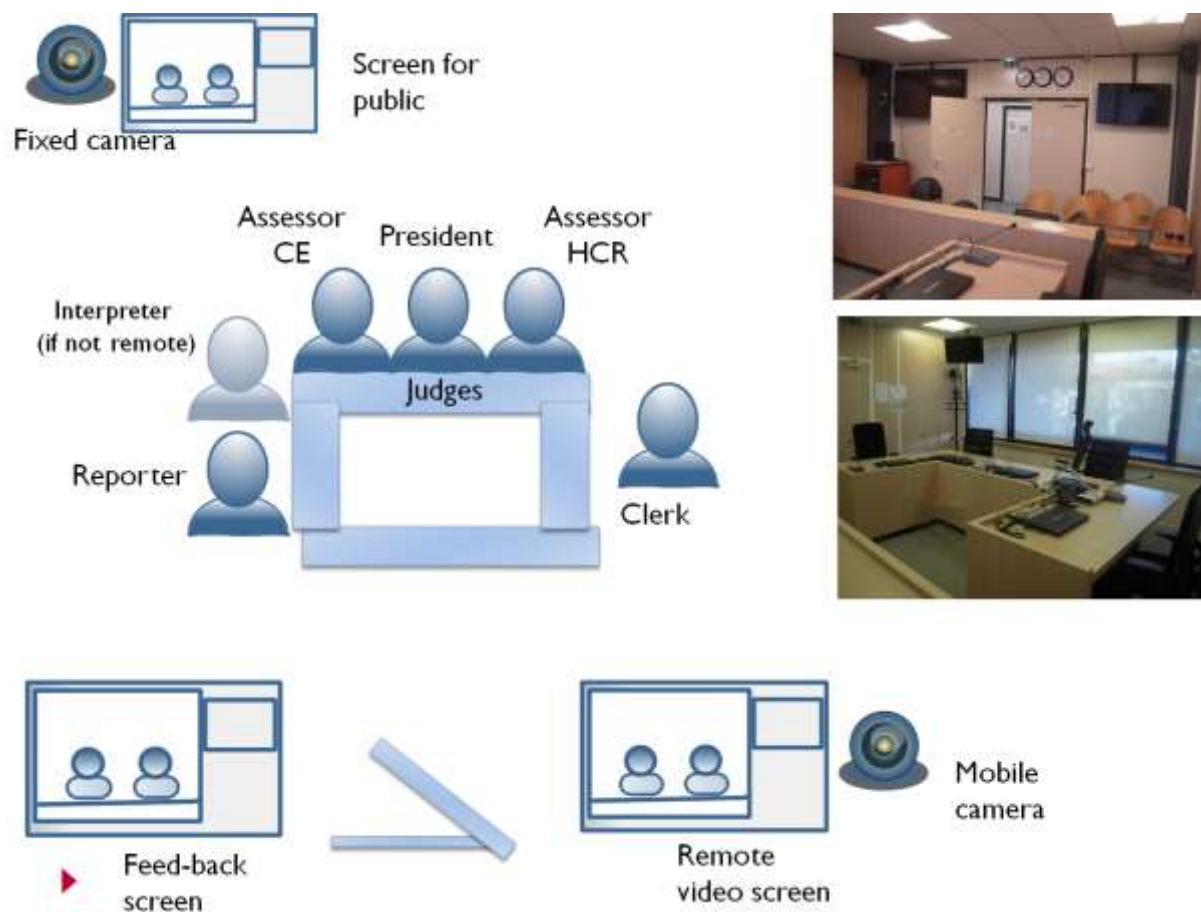 Screen for
public
Fixed camera
Assessor
CE
President
Assessor
HCR
Interpreter
(if not remote)
Judges
Reporter
Clerk
Mobile
camera
Feed-back
screen
Remote
video screen